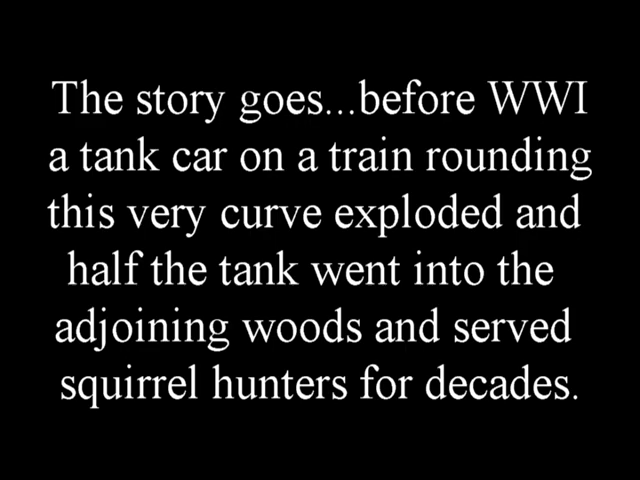 The story goes...before WWI
a tank car on a train rounding
this very curve exploded and
half the tank went into the
adjoining woods and served
squirrel hunters for decades.